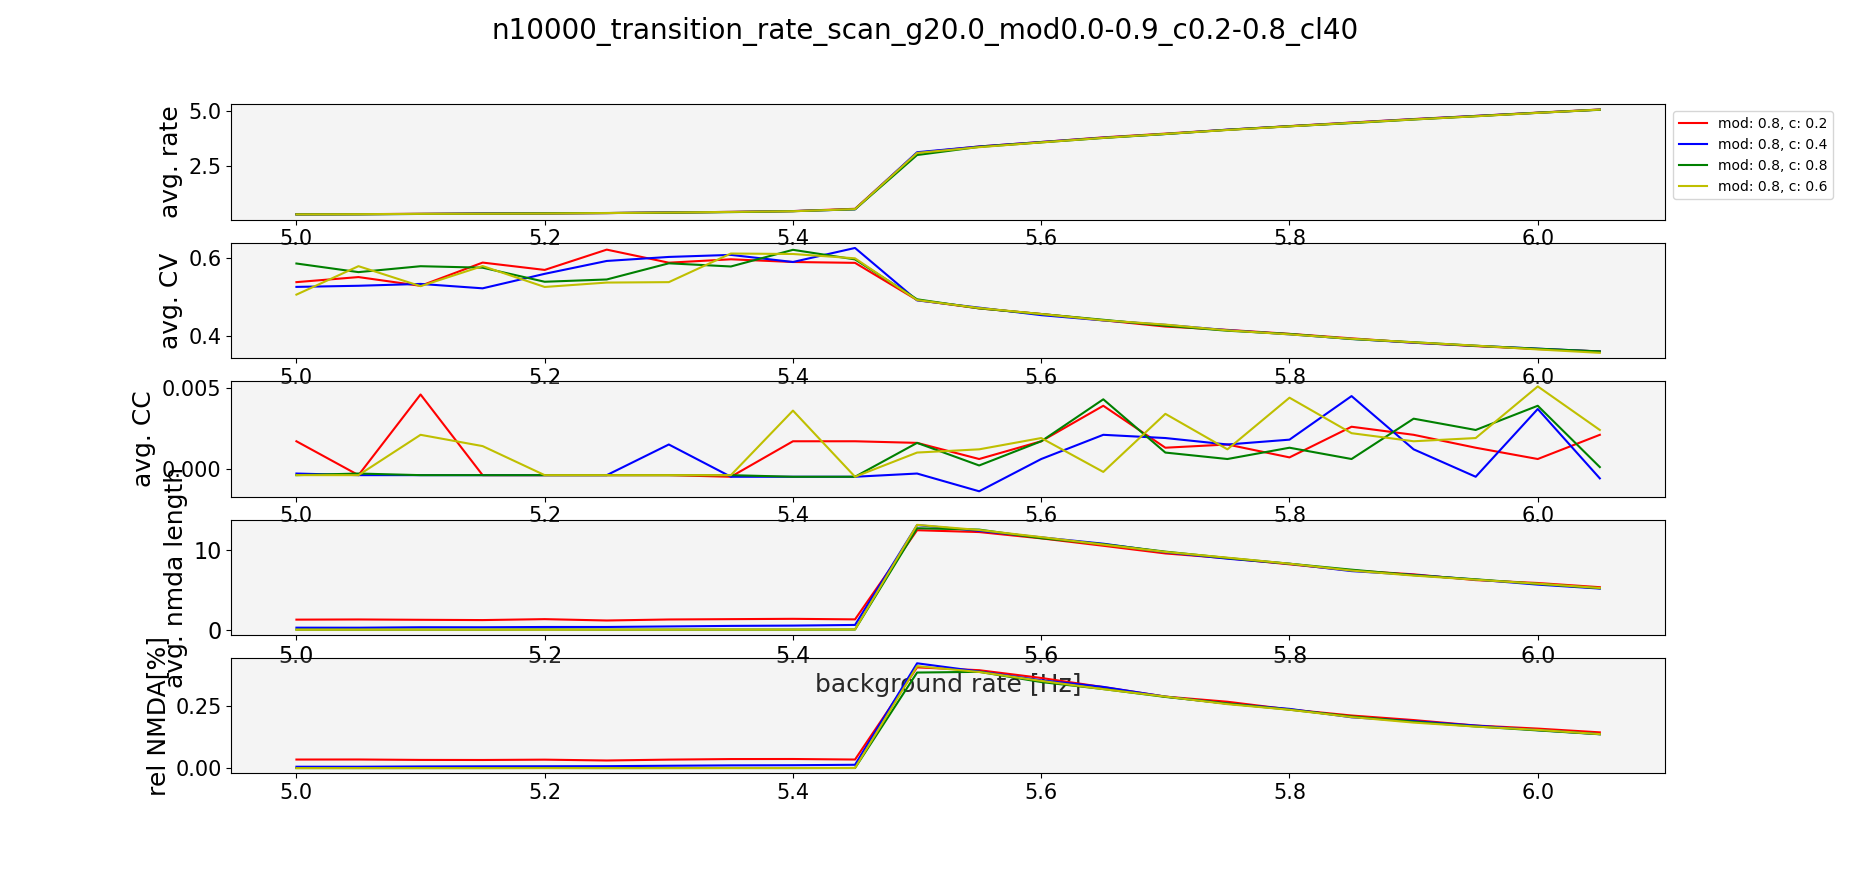 n10000_transition_rate_scan_g20.0_mod0.0-0.9_c0.2-0.8_cl40
avg. rate
5.0
2.5
5.0 5.2 5.4 5.6 5.8 6.0
mod: 0.8, c: 0.2
mod: 0.8, c: 0.4
mod: 0.8, c: 0.8
mod: 0.8, c: 0.6
avg. CV
0.6
0.4
5.0 5.2 5.4 5.6 5.8 6.0
avg. CC
0.005
0.000
5.0 5.2 5.4 5.6 5.8 6.0
avg. nmda length
10
0
5.0 5.2 5.4 5.6 5.8 6.0
background rate [Hz]
rel NMDA[%]
0.25
0.00
5.0 5.2 5.4 5.6 5.8 6.0